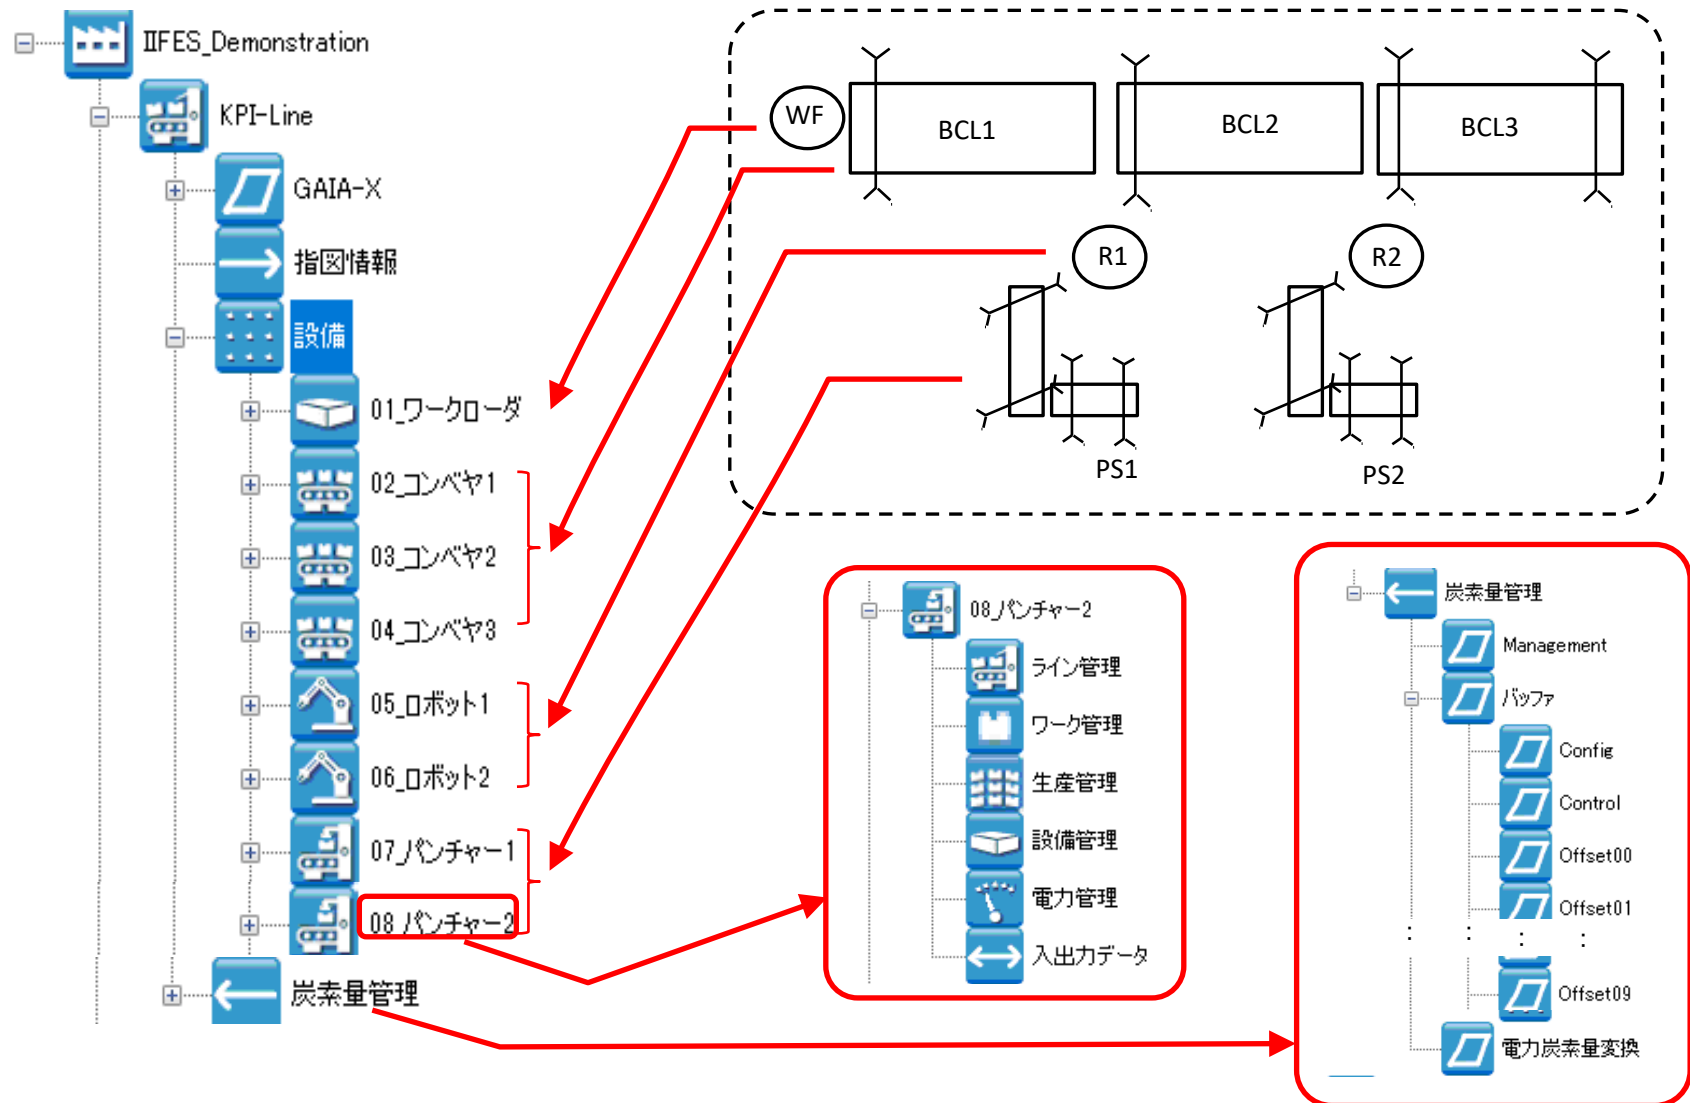 IIFES_Demonstration
KPI-Line
GAIA-X
指図情報
設備
01_ワークローダ
02_コンベヤ1
03_コンベヤ2
04_コンベヤ3
05_ロボット1
06_ロボット2
07_パンチャー1
08_パンチャー2
炭素量管理
WF
BCL1
BCL2
BCL3
R1
R2
PS1
PS2
08_パンチャー2
ライン管理
ワーク管理
生産管理
設備管理
電力管理
入出力データ
炭素量管理
Management
バッファ
Config
Control
Offset00
Offset01
: : : :
Offset09
電力炭素量変換